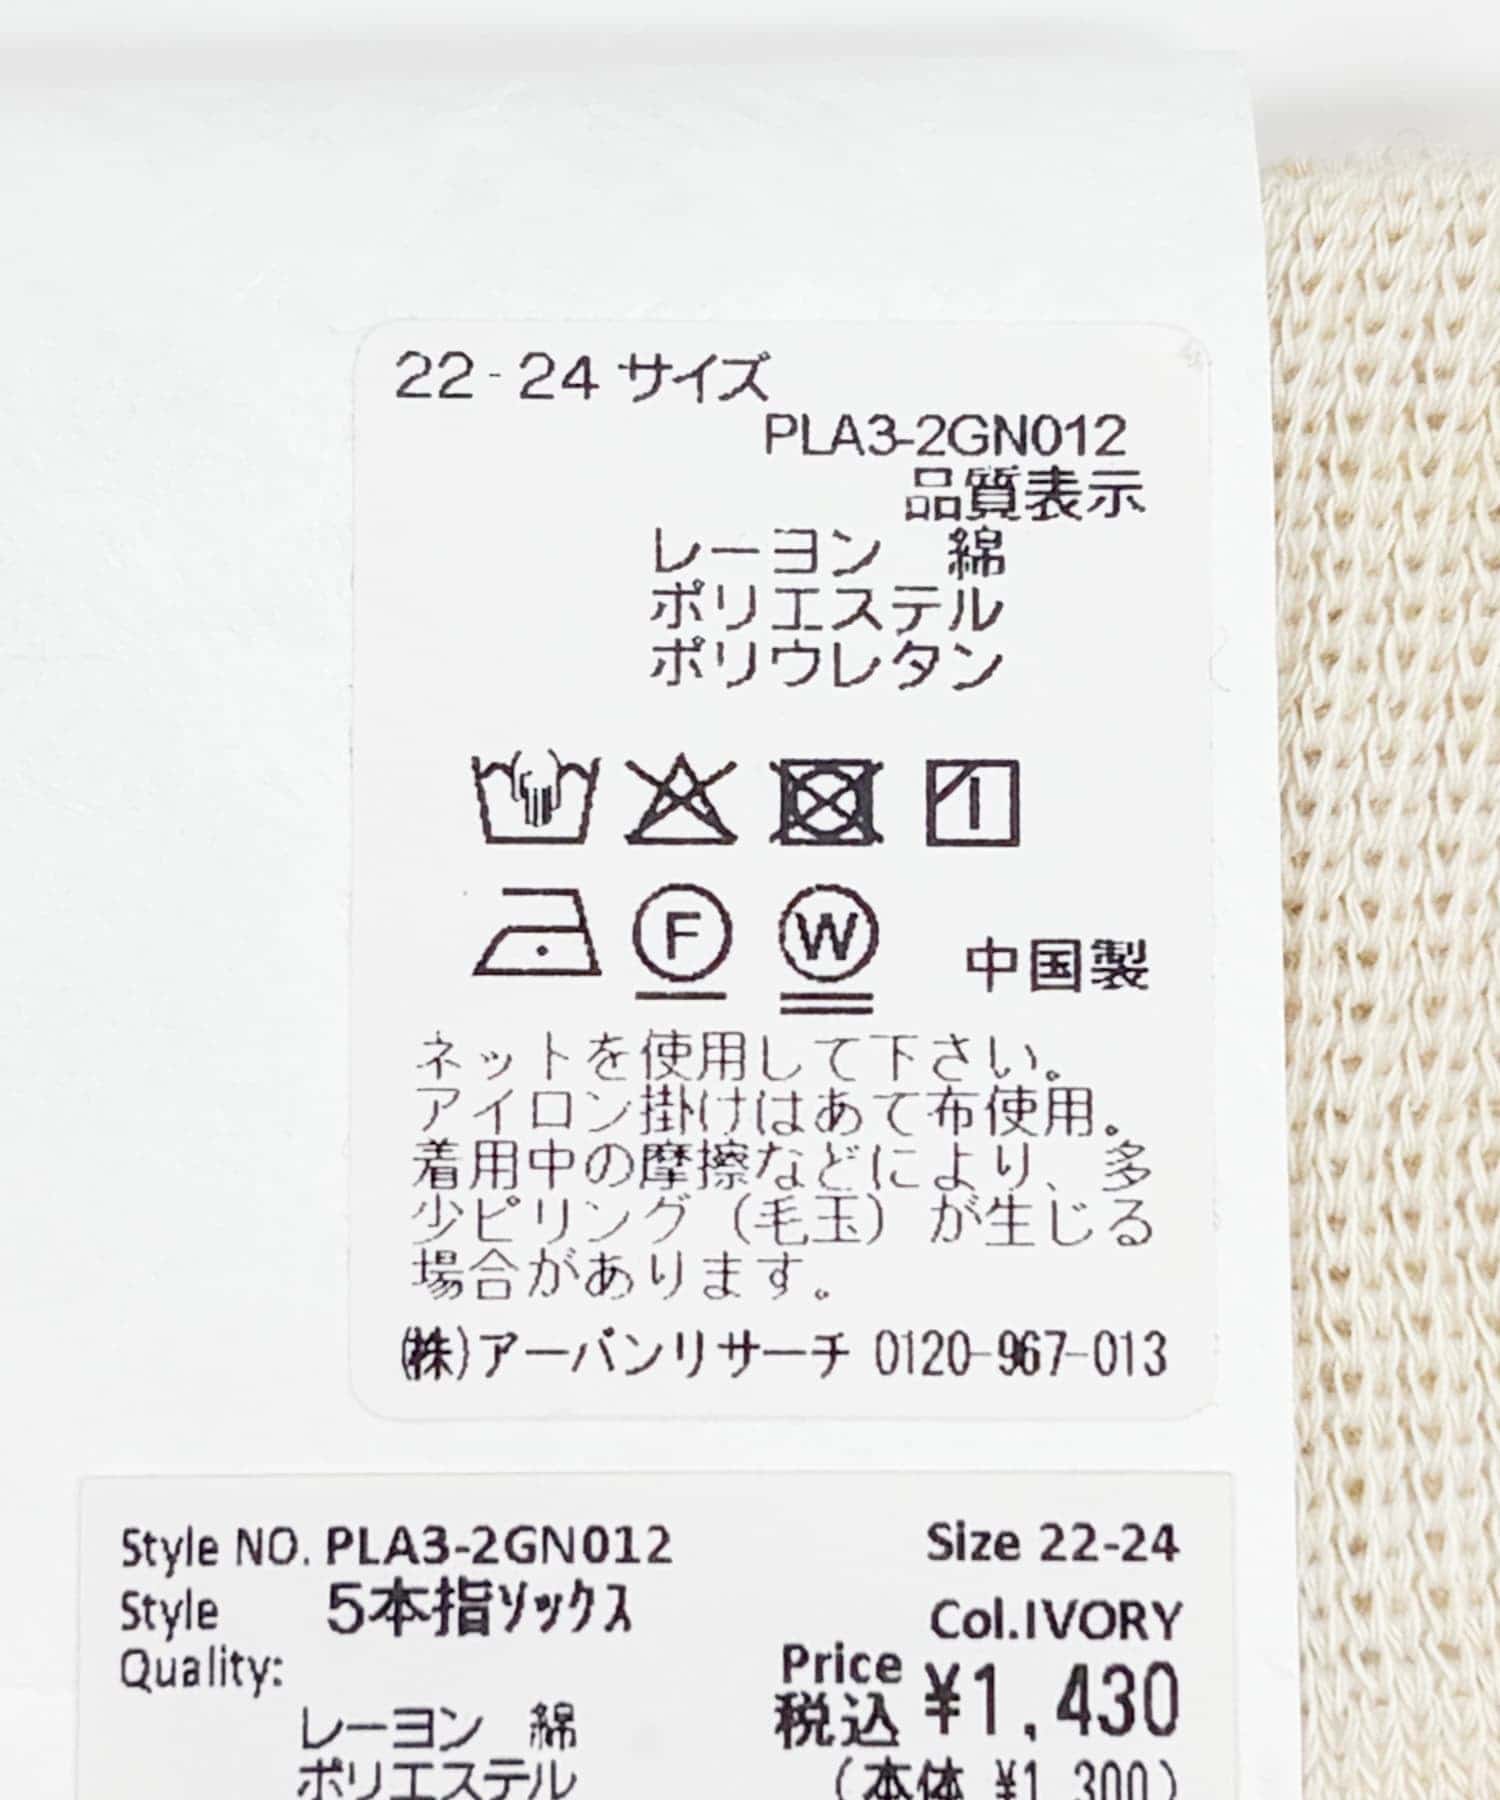 22-24 サイズ
PLA3-2GN012
品質表示
レーヨン 綿
ポリエステル
ポリウレタン
F W 中国製
ネットを使用して下さい。
アイロン掛けはあて布使用。
着用中の摩擦などにより、多
少ピリング（毛玉）が生じる
場合があります。
(株)アーバンリサーチ 0120-967-013
Style NO. PLA3-2GN012 Size 22-24
Style 5本指ソックス Col.IVORY
Quality: Price
税込 ¥1,430
レーヨン 綿
ポリエステル (本体 ¥1,300)